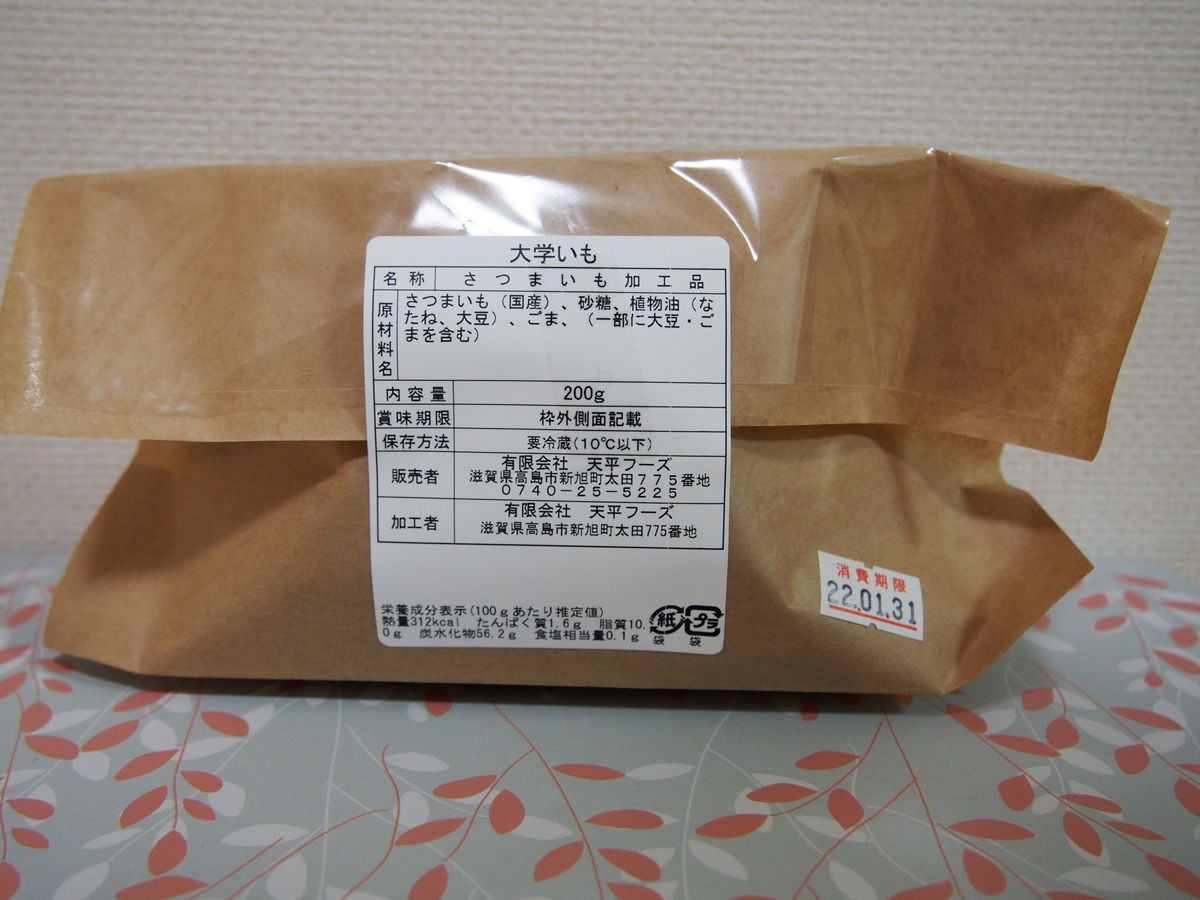 大学いも
名称 さつまいも加工品
原材料名
さつまいも（国産）、砂糖、植物油（な
たね、大豆）、ごま、（一部に大豆・ご
まを含む）
内容量 200g
賞味期限 枠外側面記載
保存方法 要冷蔵(10℃以下)
販売者
有限会社 天平フーズ
滋賀県高島市新旭町太田７７５番地
０７４０－２５－５２２５
加工者
有限会社 天平フーズ
滋賀県高島市新旭町太田775番地
栄養成分表示(100gあたり推定値)
熱量312kcal たんぱく質1.6g 脂質10.
0g 炭水化物56.2g 食塩相当量0.1g
紙 プラ
袋 袋
消費期限
22.01.31